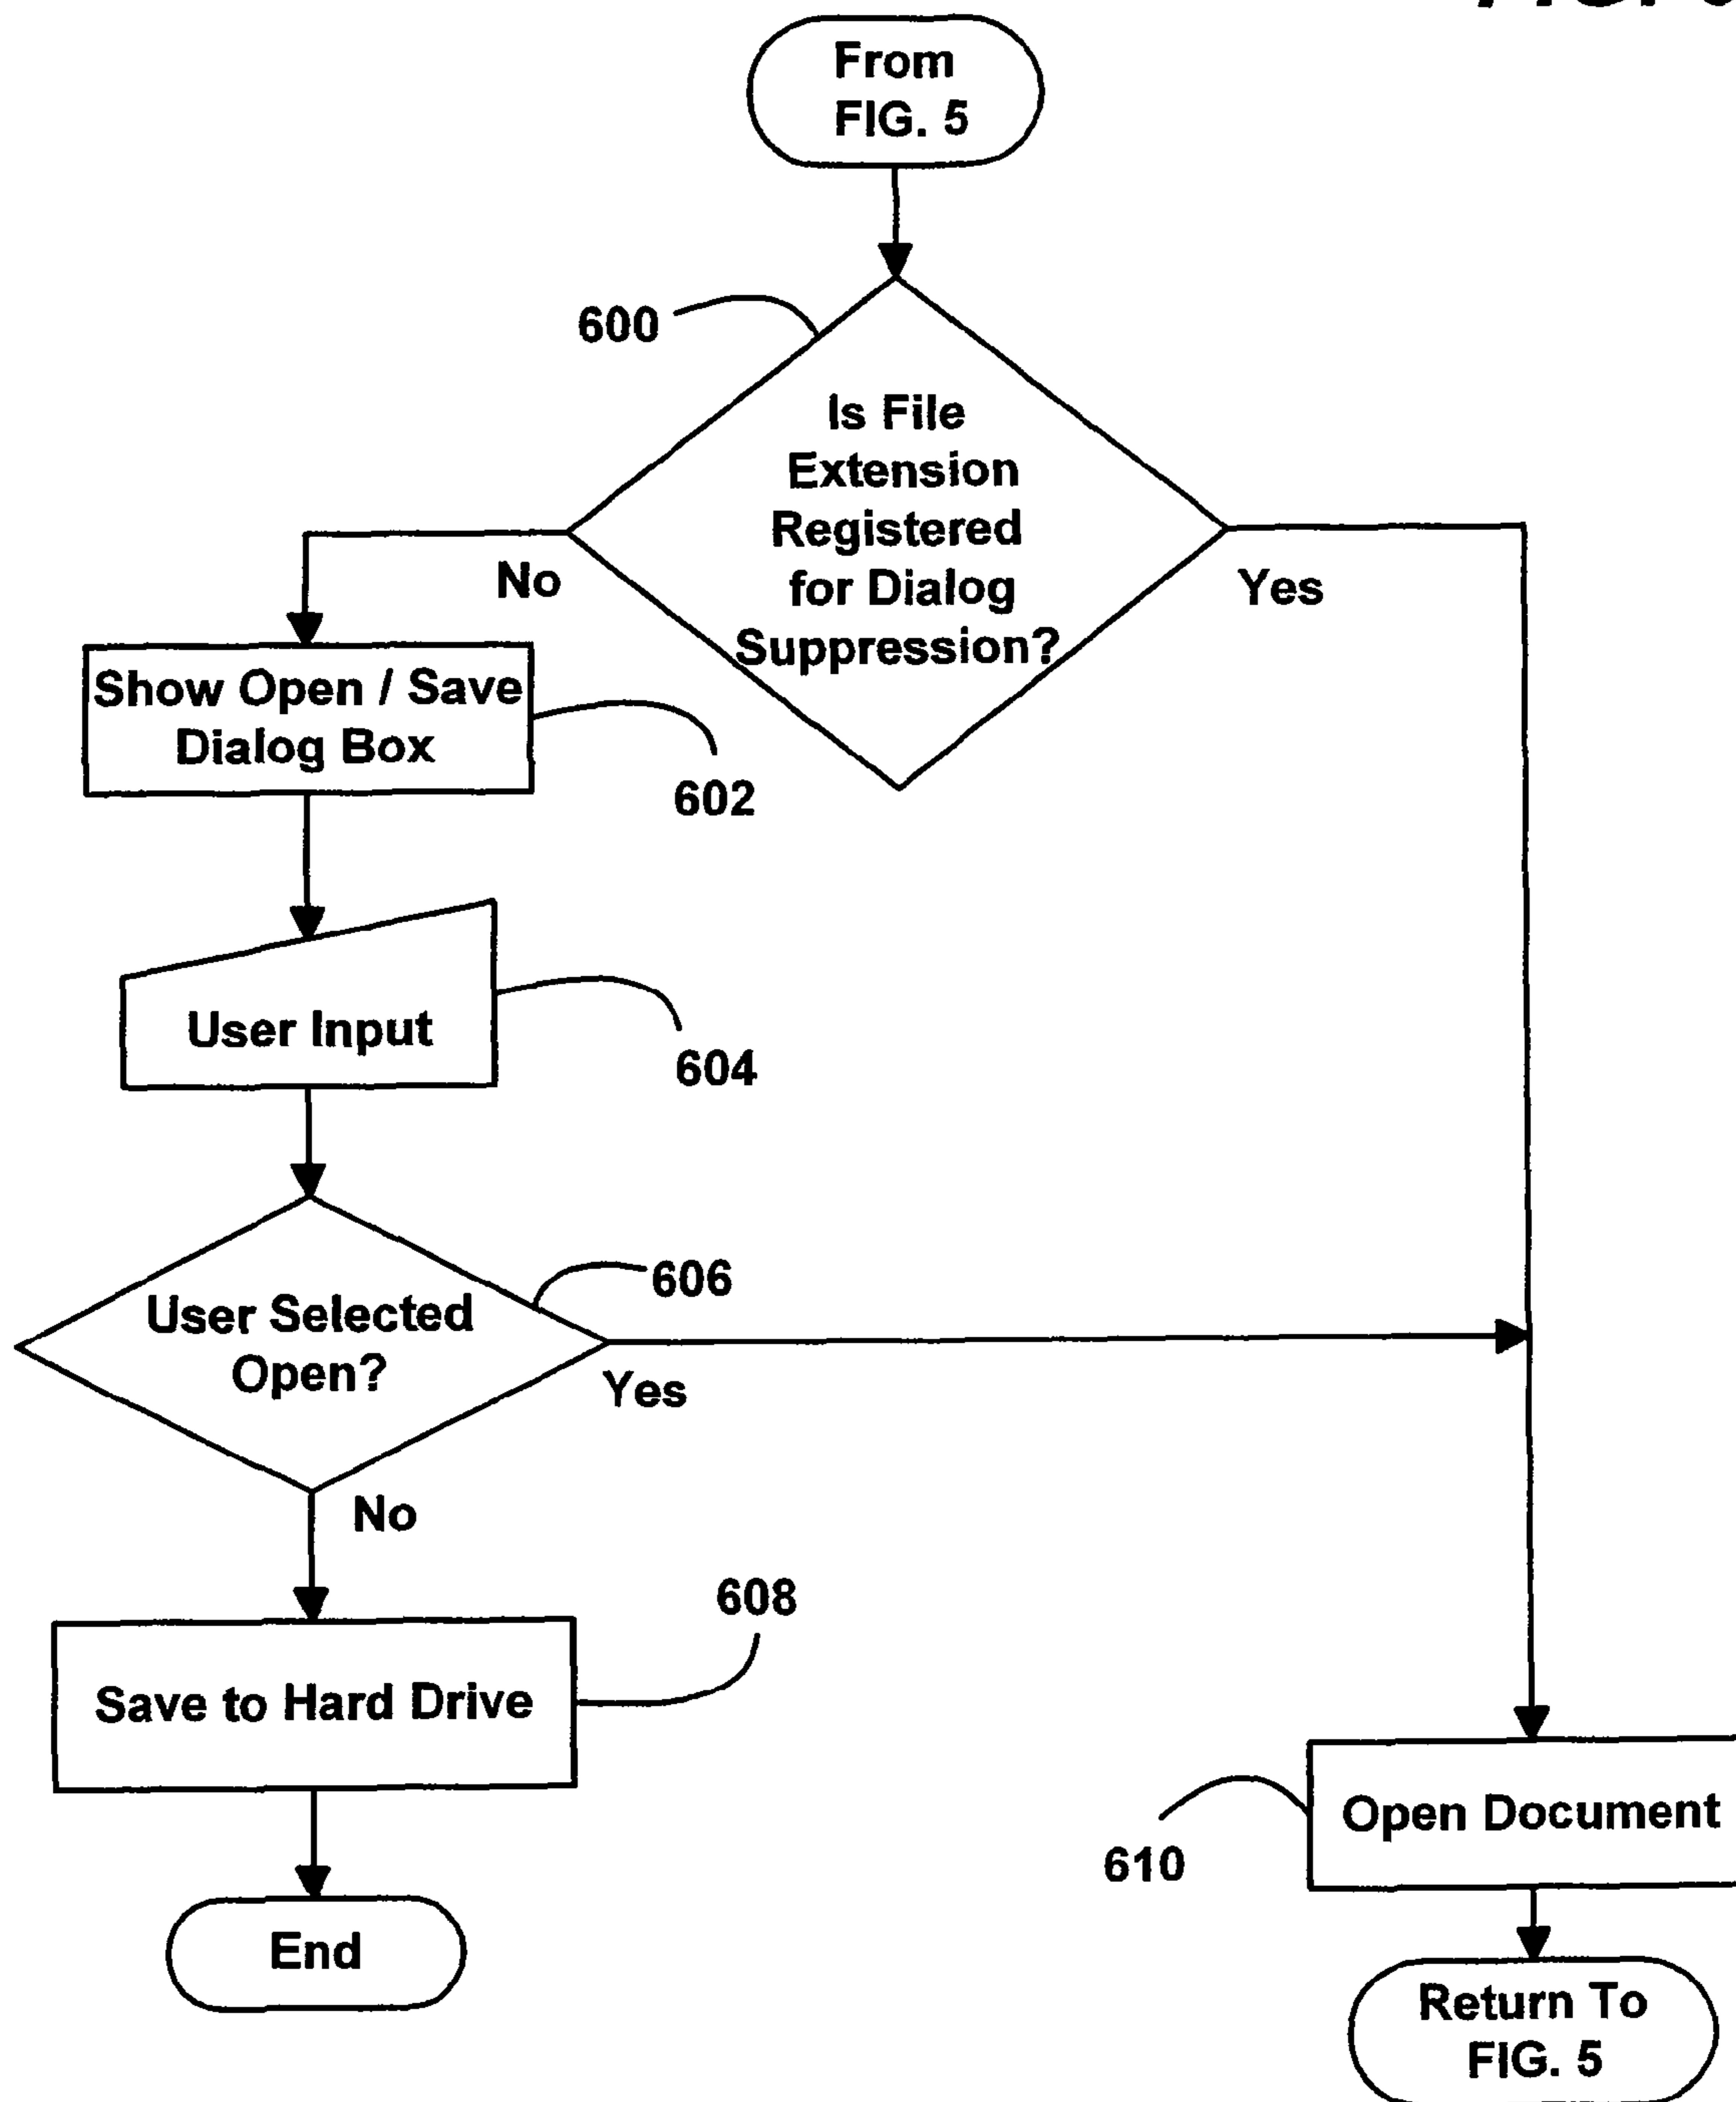 From
FIG. 5
600
Is File
Extension
Registered
for Dialog
Suppression?
No
Yes
Show Open / Save
Dialog Box
602
User Input
604
606
User Selected
Open?
Yes
No
608
Save to Hard Drive
Open Document
610
End
Return To
FIG. 5